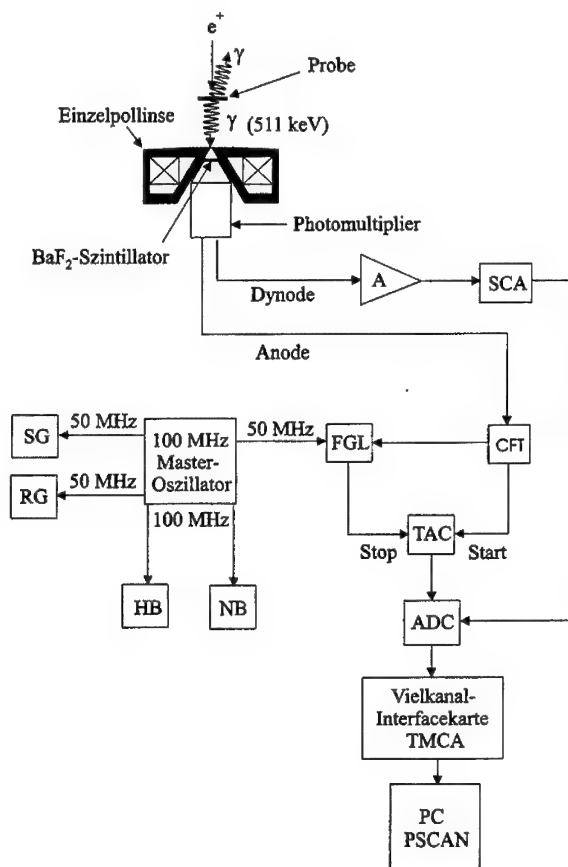 e⁺
γ
Probe
Einzelpollinse
γ (511 keV)
Photomultiplier
BaF₂-Szintillator
Dynode
A
SCA
Anode
SG
50 MHz
100 MHz
Master-
Oszillator
50 MHz
FGL
CFT
RG
50 MHz
100 MHz
Stop
TAC
Start
HB
NB
ADC
Vielkanal-
Interfacekarte
TMCA
PC
PSCAN